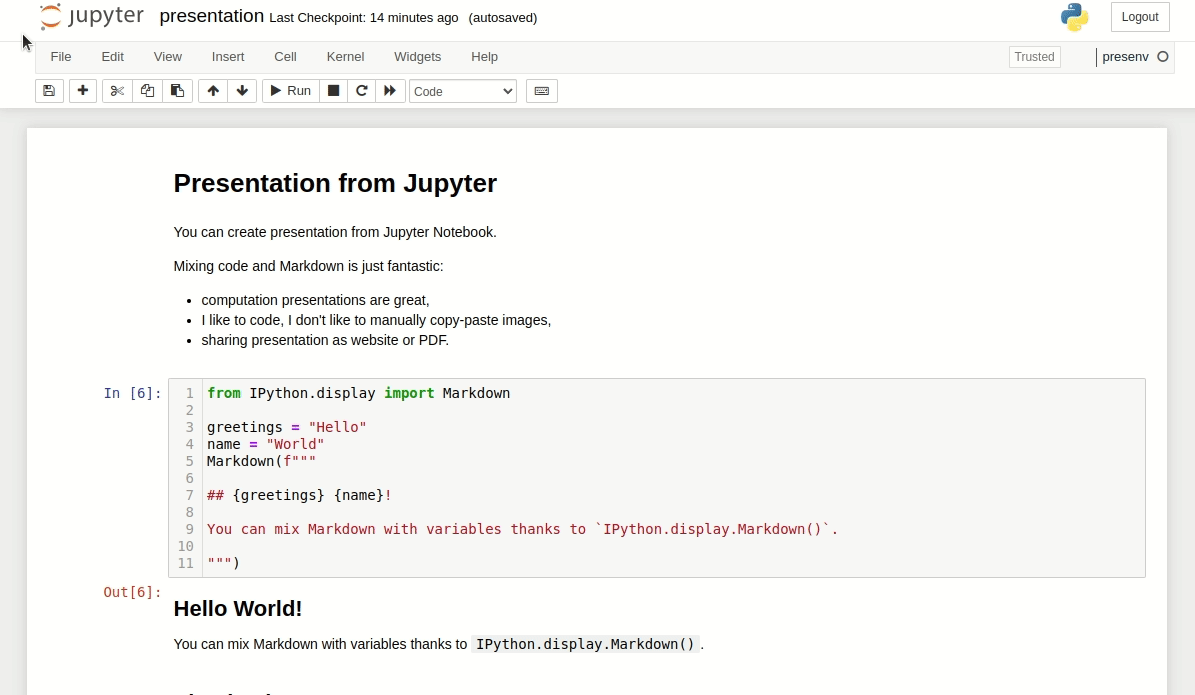 jupyter presentation Last Checkpoint: 14 minutes ago (autosaved) Logout
File Edit View Insert Cell Kernel Widgets Help Trusted presenv
Run Code
Presentation from Jupyter
You can create presentation from Jupyter Notebook.
Mixing code and Markdown is just fantastic:
• computation presentations are great,
• I like to code, I don't like to manually copy-paste images,
• sharing presentation as website or PDF.
In [6]:
1 from IPython.display import Markdown
2
3 greetings = "Hello"
4 name = "World"
5 Markdown(f"""
6
7 ## {greetings} {name}!
8
9 You can mix Markdown with variables thanks to `IPython.display.Markdown()`.
10
11 """)
Out[6]:
Hello World!
You can mix Markdown with variables thanks to IPython.display.Markdown() .